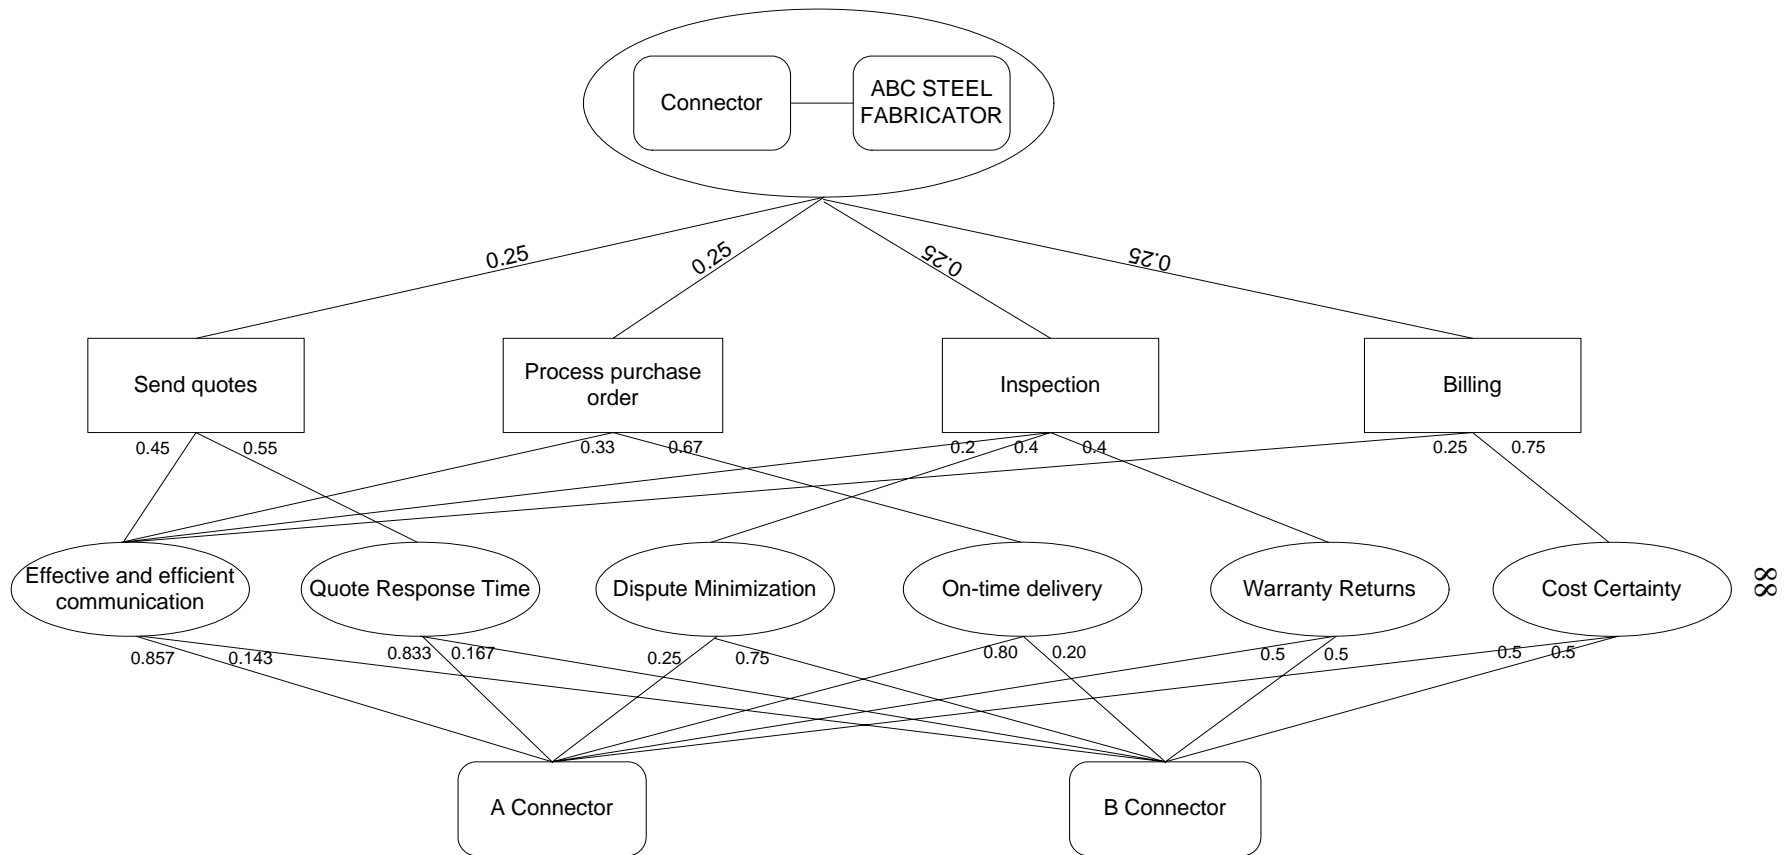 Connector
ABC STEEL
FABRICATOR
0.25
0.25
0.25
0.25
Send quotes
Process purchase
order
Inspection
Billing
0.45
0.55
0.33
0.67
0.2
0.4
0.4
0.25
0.75
Effective and efficient
communication
Quote Response Time
Dispute Minimization
On-time delivery
Warranty Returns
Cost Certainty
88
0.857
0.143
0.833
0.167
0.25
0.75
0.80
0.20
0.5
0.5
0.5
0.5
A Connector
B Connector